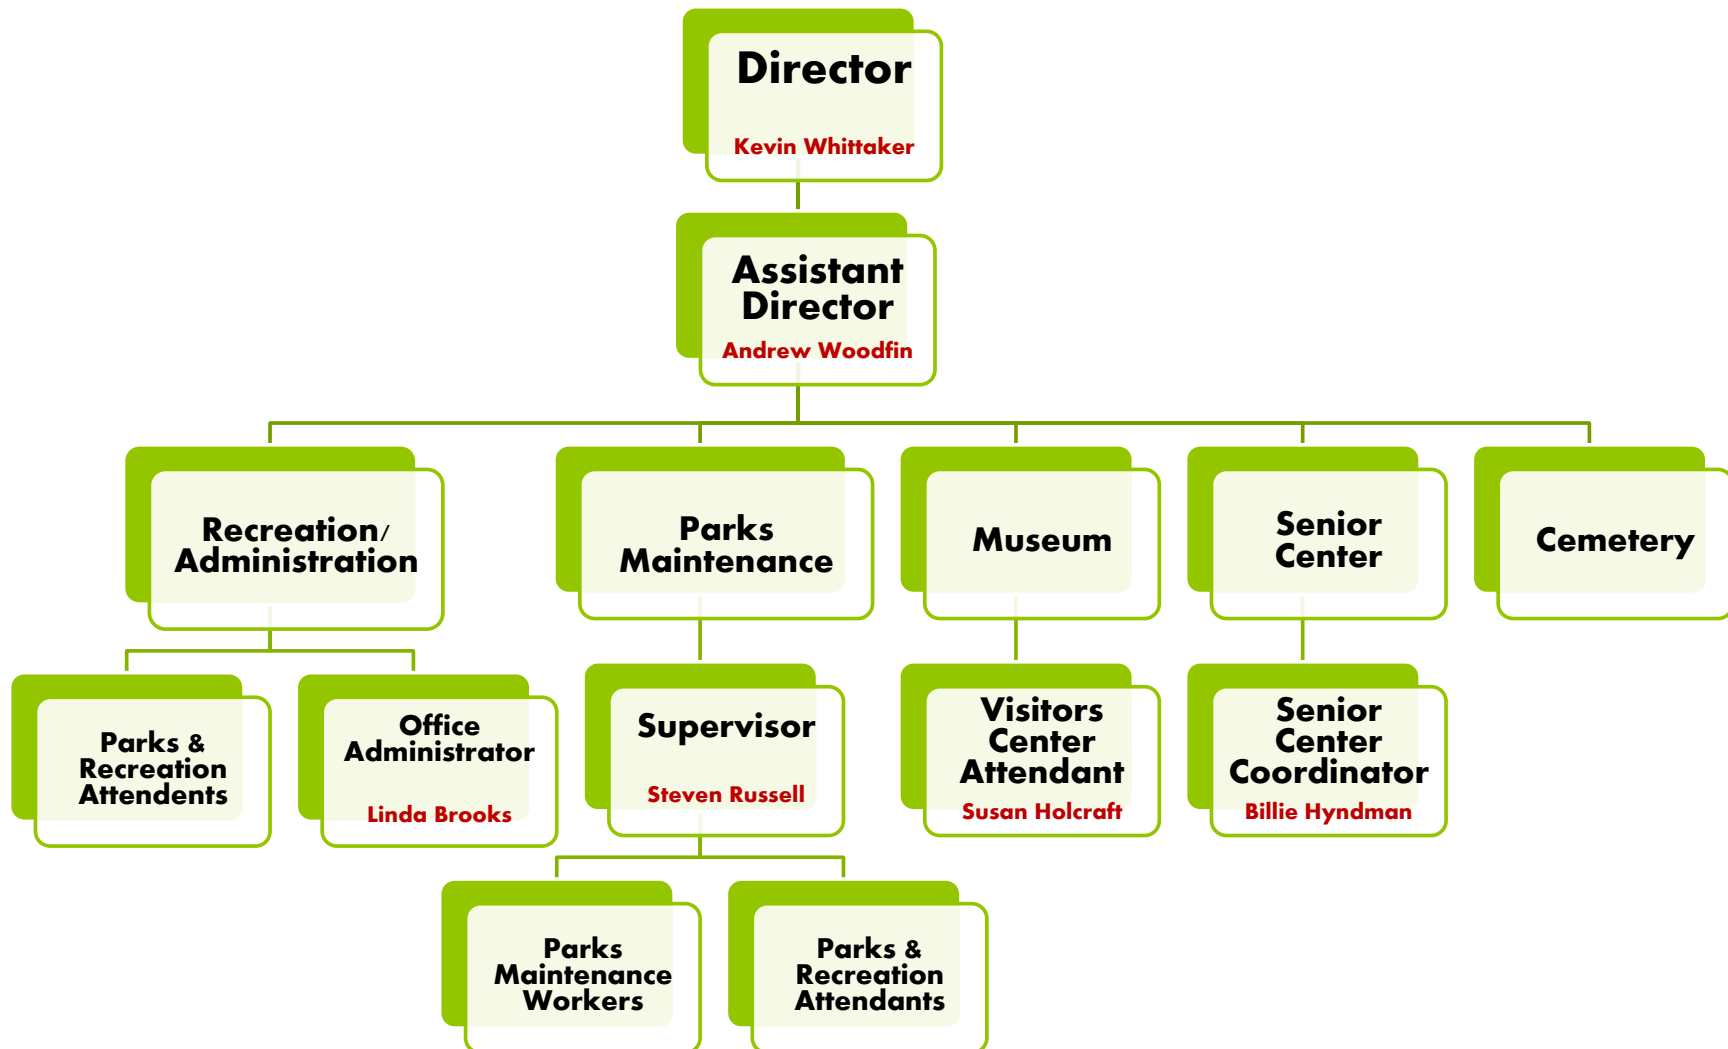 Director
Kevin Whittaker
Assistant
Director
Andrew Woodfin
Recreation/
Administration
Parks
Maintenance
Museum
Senior
Center
Cemetery
Parks &
Recreation
Attendents
Office
Administrator
Linda Brooks
Supervisor
Steven Russell
Visitors
Center
Attendant
Susan Holcraft
Senior
Center
Coordinator
Billie Hyndman
Parks
Maintenance
Workers
Parks &
Recreation
Attendants